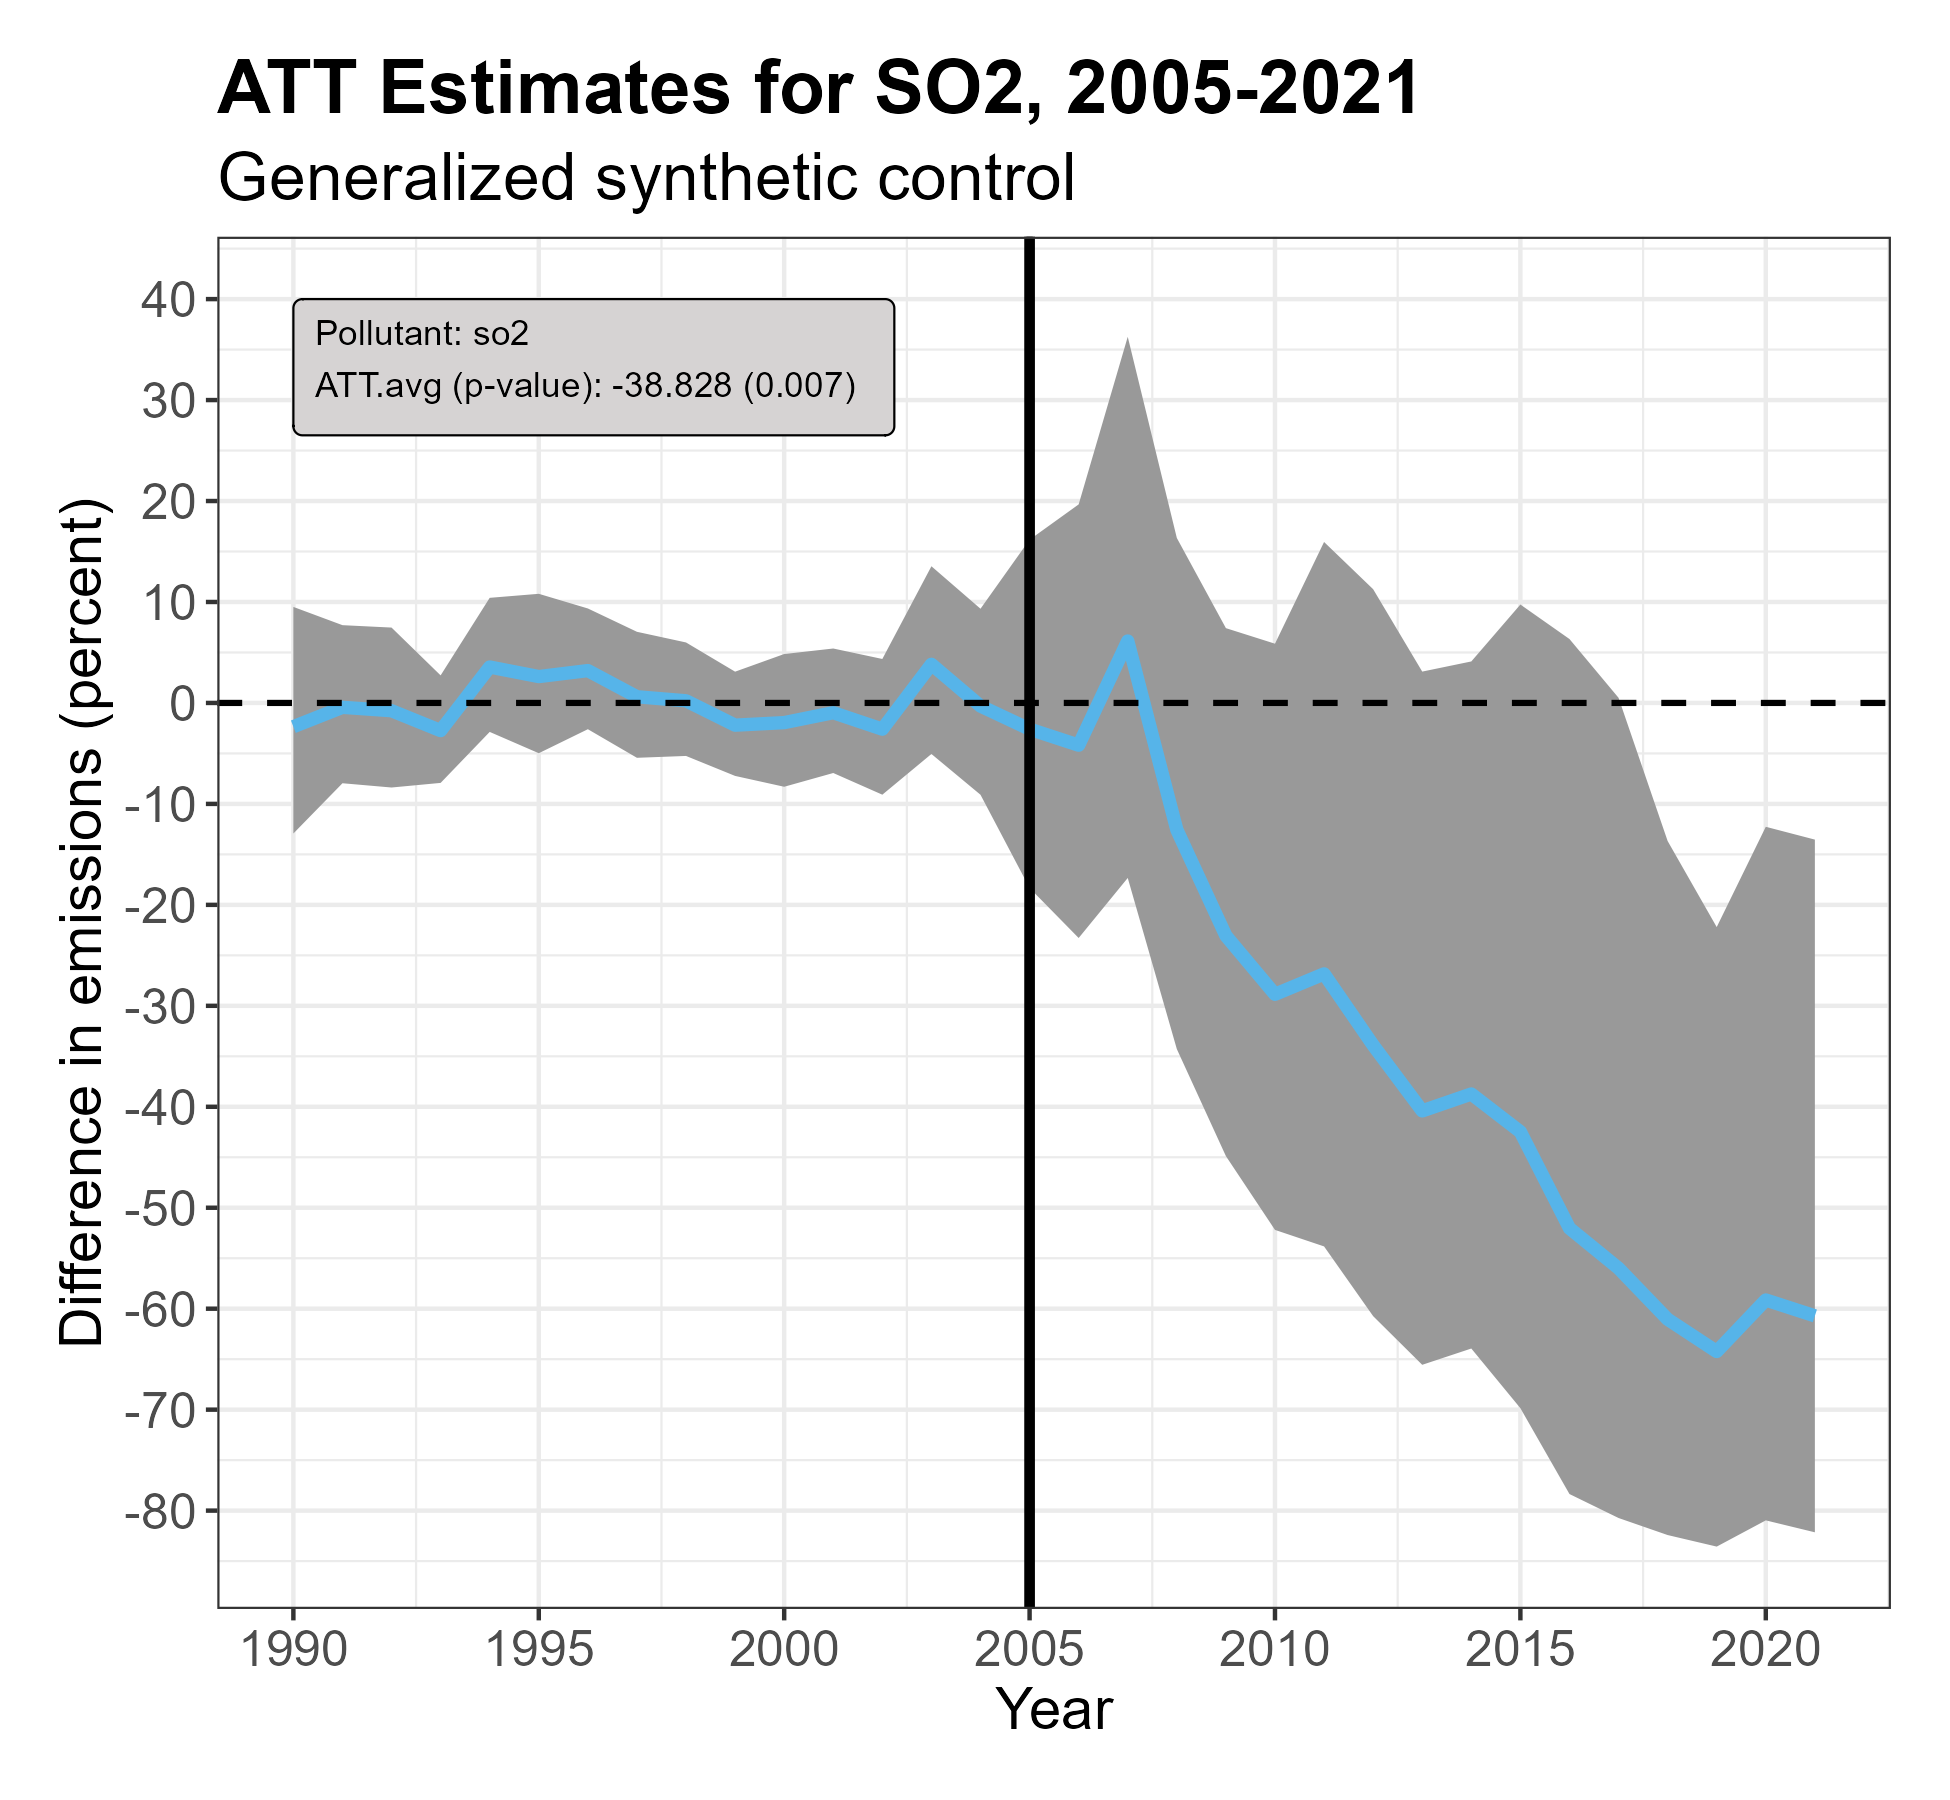 ATT Estimates for SO2, 2005-2021
Generalized synthetic control
Pollutant: so2
ATT.avg (p-value): -38.828 (0.007)
Difference in emissions (percent)
40
30
20
10
0
-10
-20
-30
-40
-50
-60
-70
-80
1990 1995 2000 2005 2010 2015 2020
Year